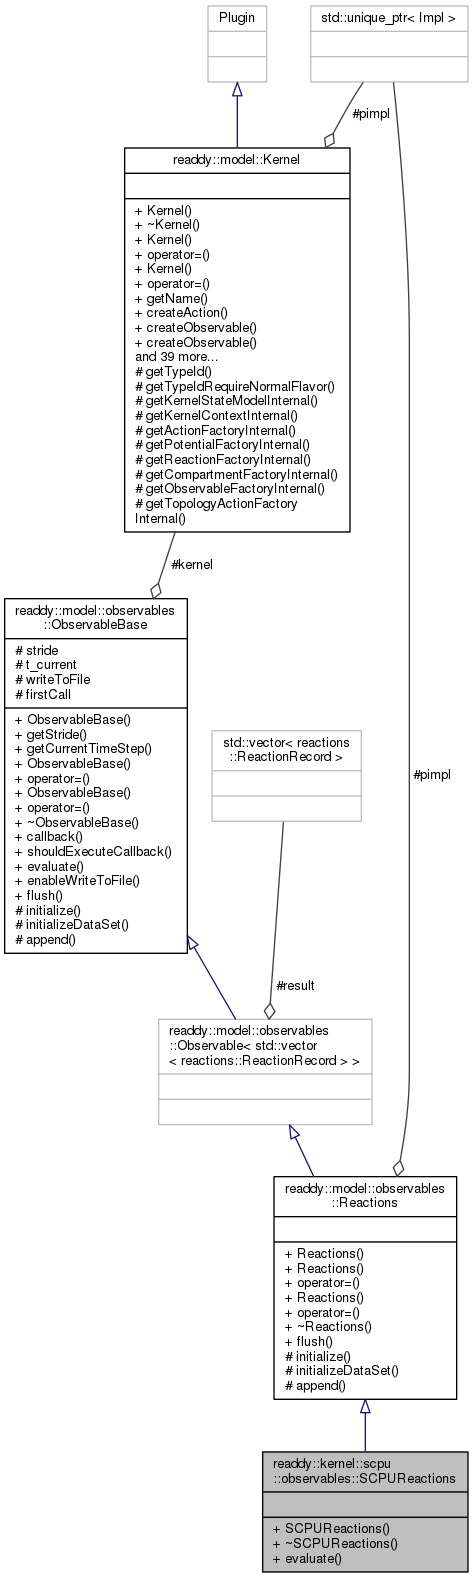 Plugin
std::unique_ptr< Impl >
#pimpl
readdy::model::Kernel
+ Kernel()
+ ~Kernel()
+ Kernel()
+ operator=()
+ Kernel()
+ operator=()
+ getName()
+ createAction()
+ createObservable()
+ createObservable()
and 39 more...
# getTypeId()
# getTypeIdRequireNormalFlavor()
# getKernelStateModelInternal()
# getKernelContextInternal()
# getActionFactoryInternal()
# getPotentialFactoryInternal()
# getReactionFactoryInternal()
# getCompartmentFactoryInternal()
# getObservableFactoryInternal()
# getTopologyActionFactory
Internal()
#kernel
readdy::model::observables
::ObservableBase
# stride
# t_current
# writeToFile
# firstCall
+ ObservableBase()
+ getStride()
+ getCurrentTimeStep()
+ ObservableBase()
+ operator=()
+ ObservableBase()
+ operator=()
+ ~ObservableBase()
+ callback()
+ shouldExecuteCallback()
+ evaluate()
+ enableWriteToFile()
+ flush()
# initialize()
# initializeDataSet()
# append()
std::vector< reactions
::ReactionRecord >
#pimpl
#result
readdy::model::observables
::Observable< std::vector
< reactions::ReactionRecord > >
readdy::model::observables
::Reactions
+ Reactions()
+ Reactions()
+ operator=()
+ Reactions()
+ operator=()
+ ~Reactions()
+ flush()
# initialize()
# initializeDataSet()
# append()
readdy::kernel::scpu
::observables::SCPUReactions
+ SCPUReactions()
+ ~SCPUReactions()
+ evaluate()